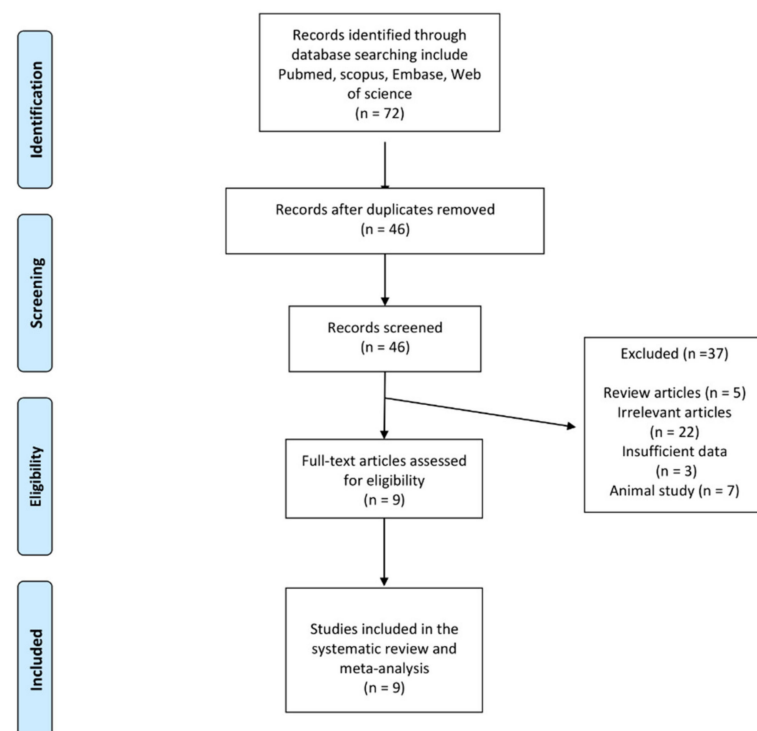 Identification
Records identified through
database searching include
Pubmed, scopus, Embase, Web
of science
(n = 72)
Records after duplicates removed
(n = 46)
Screening
Records screened
(n = 46)
Excluded (n =37)
Review articles (n = 5)
Irrelevant articles
(n = 22)
Insufficient data
(n = 3)
Animal study (n = 7)
Eligibility
Full-text articles assessed
for eligibility
(n = 9)
Included
Studies included in the
systematic review and
meta-analysis
(n = 9)